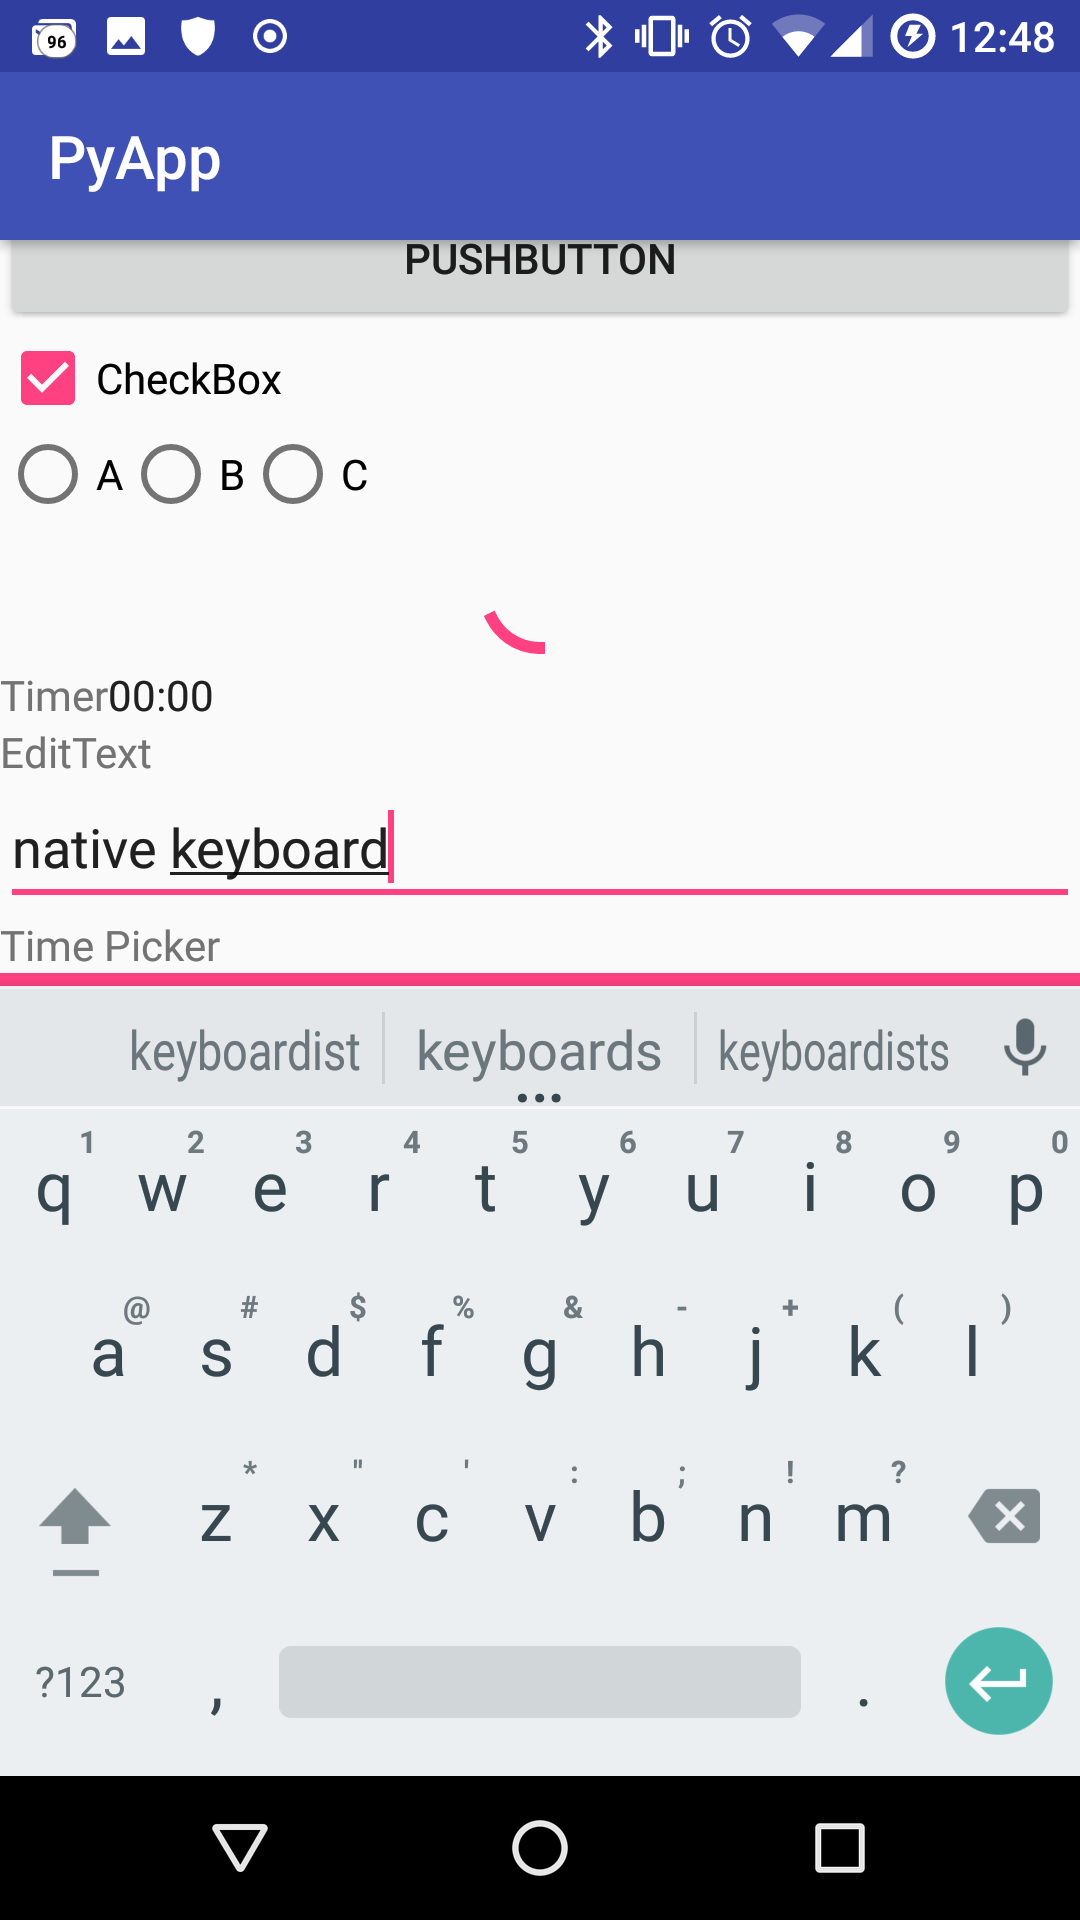 96 12:48
PyApp
PUSHBUTTON
CheckBox
A B C
Timer00:00
EditText
native keyboard
Time Picker
keyboardist keyboards keyboardists
...
1 2 3 4 5 6 7 8 9 0
q w e r t y u i o p
@ # $ % & - + ( )
a s d f g h j k l
* " ' : ; ! ?
z x c v b n m
?123 , .